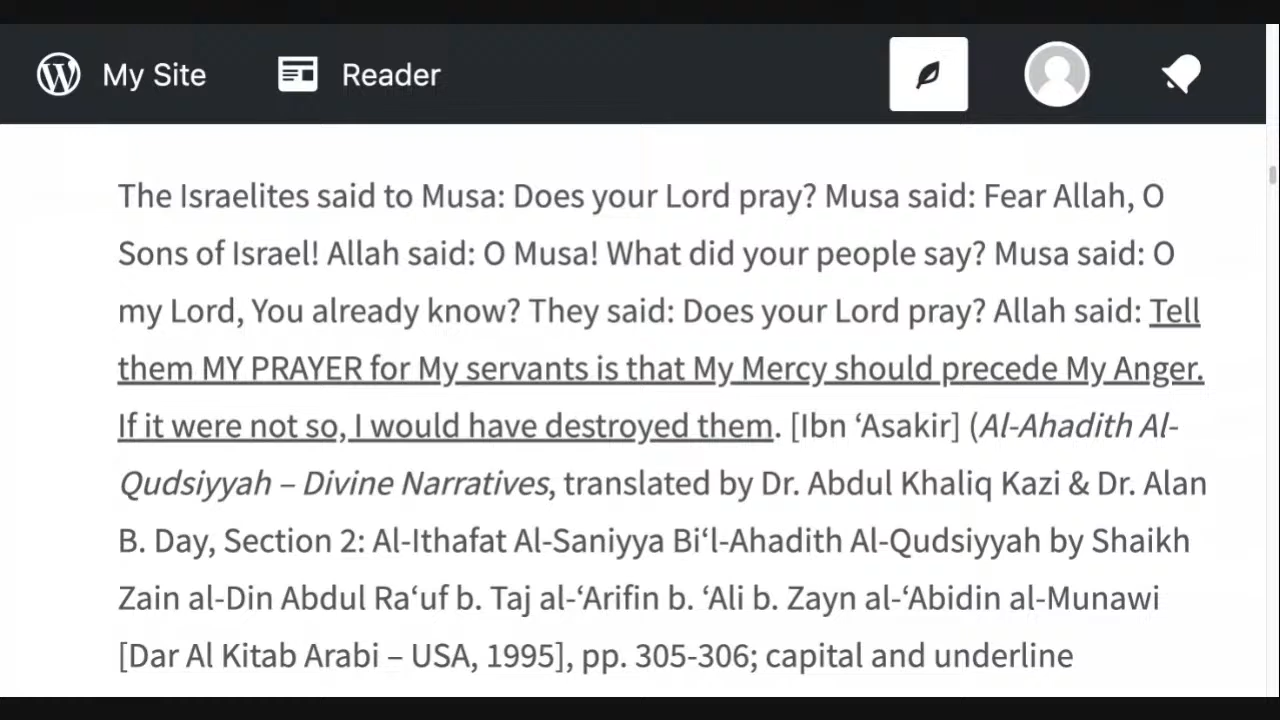 My Site Reader
The Israelites said to Musa: Does your Lord pray? Musa said: Fear Allah, O
Sons of Israel! Allah said: O Musa! What did your people say? Musa said: O
my Lord, You already know? They said: Does your Lord pray? Allah said: Tell
them MY PRAYER for My servants is that My Mercy should precede My Anger.
If it were not so, I would have destroyed them. [Ibn ‘Asakir] (Al-Ahadith Al-
Qudsiyyah – Divine Narratives, translated by Dr. Abdul Khaliq Kazi & Dr. Alan
B. Day, Section 2: Al-Ithafat Al-Saniyya Bi‘l-Ahadith Al-Qudsiyyah by Shaikh
Zain al-Din Abdul Ra‘uf b. Taj al-‘Arifin b. ‘Ali b. Zayn al-‘Abidin al-Munawi
[Dar Al Kitab Arabi – USA, 1995], pp. 305-306; capital and underline